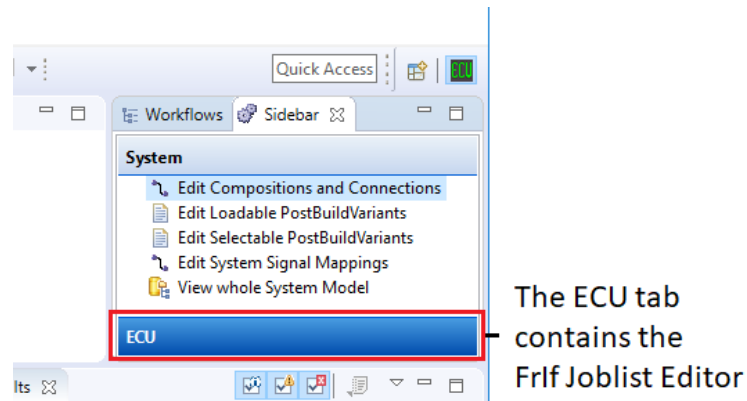 Quick Access
ECU
Workflows
Sidebar
System
Edit Compositions and Connections
Edit Loadable PostBuildVariants
Edit Selectable PostBuildVariants
Edit System Signal Mappings
View whole System Model
The ECU tab
ECU
contains the
FrIf Joblist Editor
lts